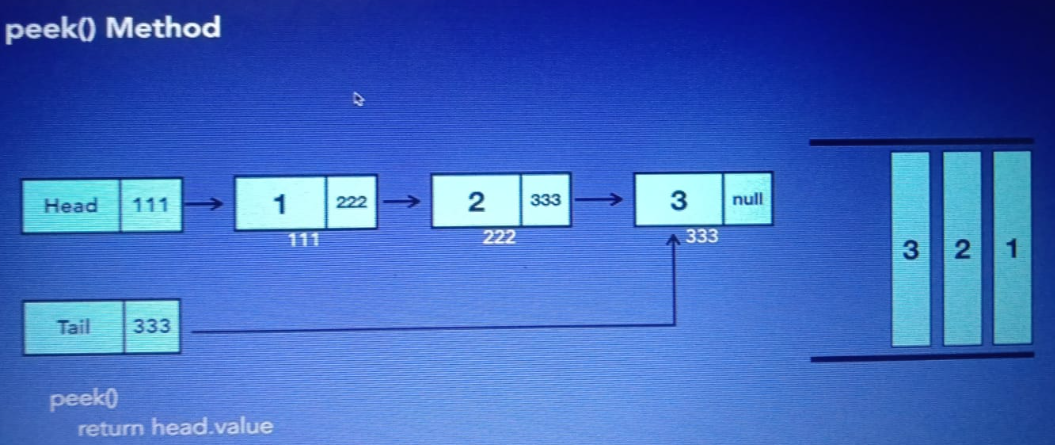 peek() Method
Head 111
1 222
2 333
3 null
111
222
333
3 2 1
Tail 333
peek()
return head.value